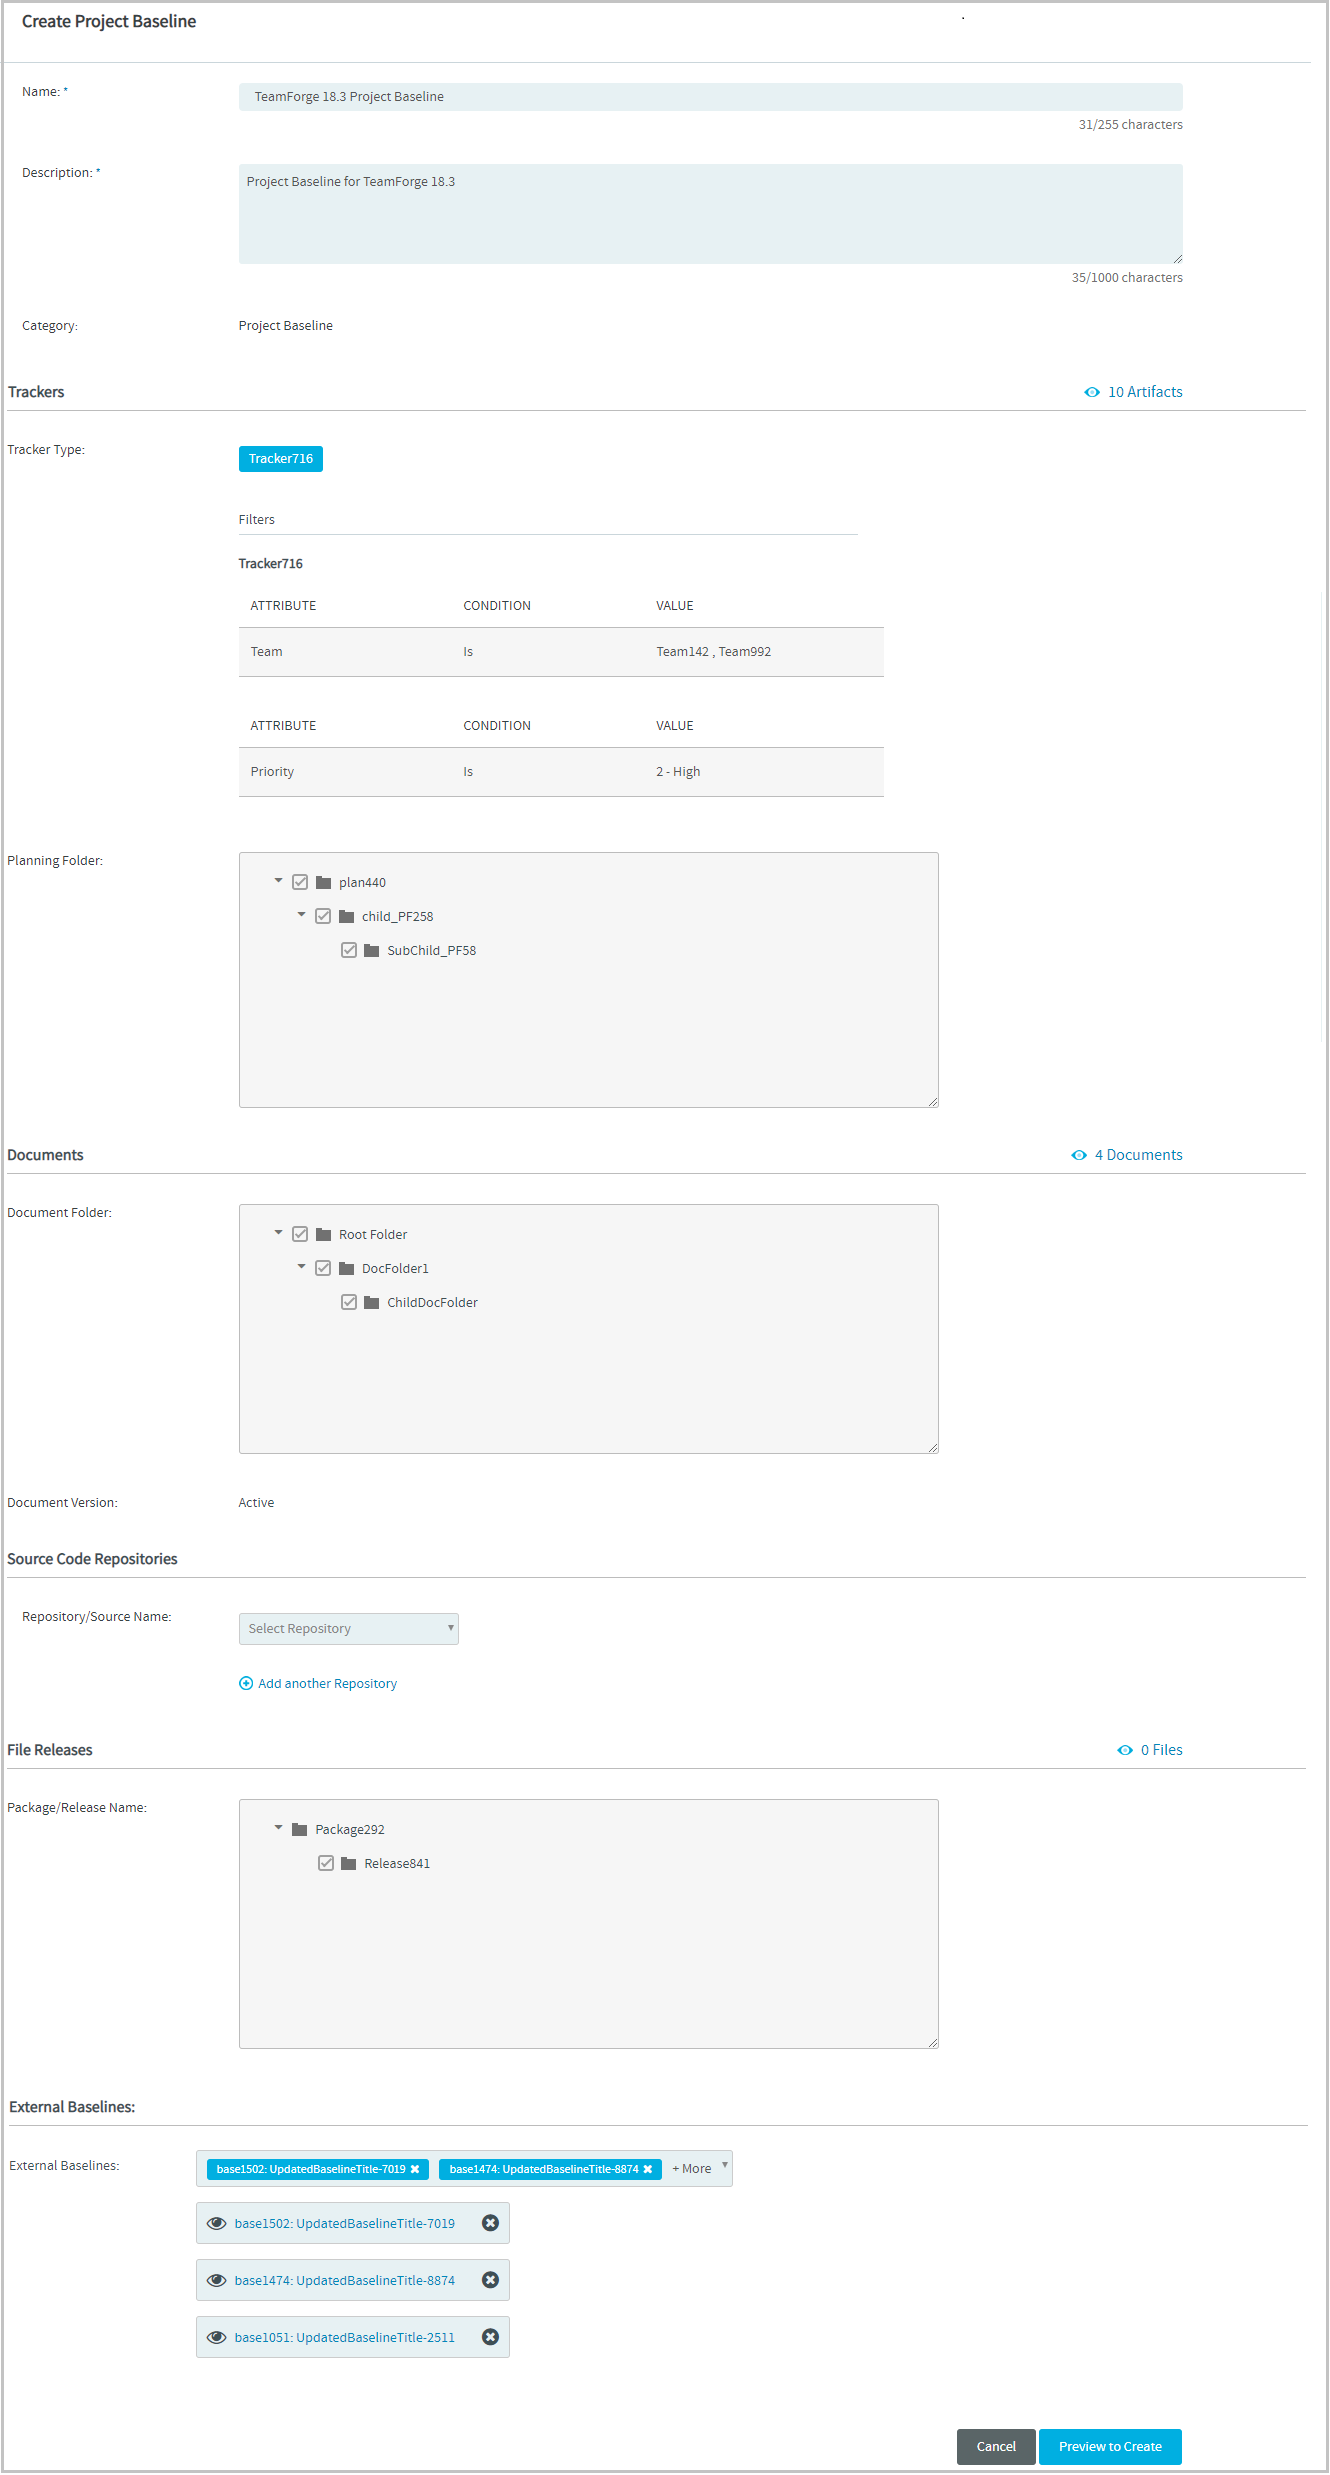 Create Project Baseline
Name: *
TeamForge 18.3 Project Baseline
31/255 characters
Description: *
Project Baseline for TeamForge 18.3
35/1000 characters
Category: Project Baseline
Trackers 10 Artifacts
Tracker Type: Tracker716
Filters
Tracker716
ATTRIBUTE CONDITION VALUE
Team Is Team142 , Team992
ATTRIBUTE CONDITION VALUE
Priority Is 2 - High
Planning Folder:
plan440
child_PF258
SubChild_PF58
Documents 4 Documents
Document Folder:
Root Folder
DocFolder1
ChildDocFolder
Document Version: Active
Source Code Repositories
Repository/Source Name: Select Repository
Add another Repository
File Releases 0 Files
Package/Release Name:
Package292
Release841
External Baselines:
External Baselines: base1502: UpdatedBaselineTitle-7019 base1474: UpdatedBaselineTitle-8874 + More
base1502: UpdatedBaselineTitle-7019
base1474: UpdatedBaselineTitle-8874
base1051: UpdatedBaselineTitle-2511
Cancel Preview to Create